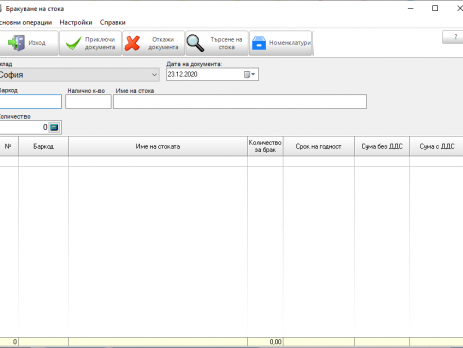 Бракуване на стока
сновни операции Настройки Справки
Изход Приключи документа Откажи документа Търсене на стока Номенклатури ?
клад Дата на документа:
София 23.12.2020
Баркод Налично к-во Име на стока
Количество
0
№ Баркод Име на стоката Количество за брак Срок на годност Сума без ДДС Сума с ДДС
0 0,00